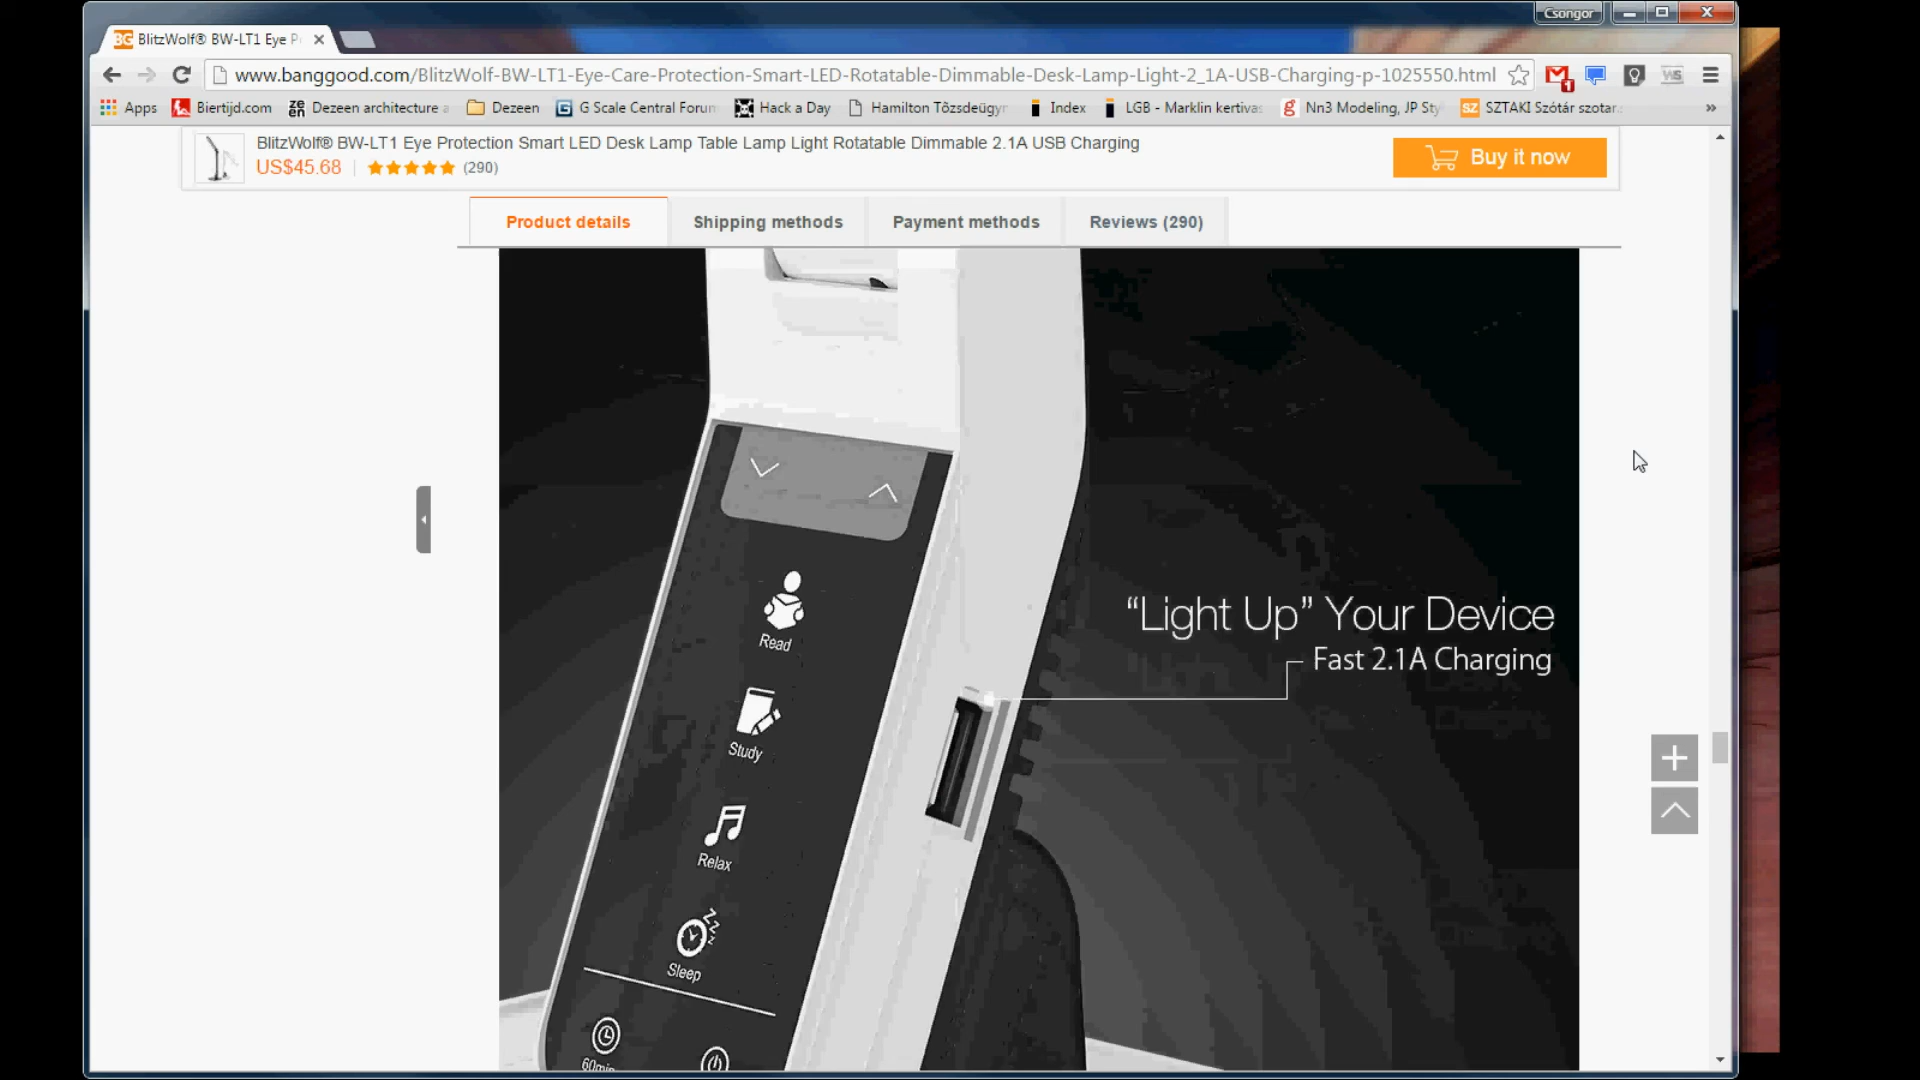 Csongor
BG BlitzWolf® BW-LT1 Eye P
www.banggood.com/BlitzWolf-BW-LT1-Eye-Care-Protection-Smart-LED-Rotatable-Dimmable-Desk-Lamp-Light-2_1A-USB-Charging-p-1025550.html
Apps Biertijd.com Dezeen architecture a Dezeen G Scale Central Forum Hack a Day Hamilton Tőzsdeügy Index LGB - Marklin kertivas Nn3 Modeling, JP Sty SZ SZTAKI Szótár szotar. »
BlitzWolf® BW-LT1 Eye Protection Smart LED Desk Lamp Table Lamp Light Rotatable Dimmable 2.1A USB Charging
US$45.68 (290)
Buy it now
Product details Shipping methods Payment methods Reviews (290)
Read
Study
Relax
Sleep
60min
“Light Up” Your Device
Fast 2.1A Charging